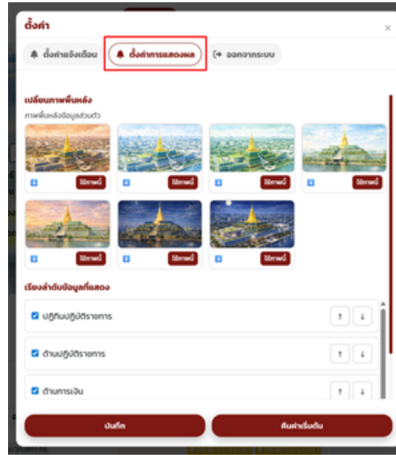 ตั้งค่า
ตั้งค่าแจ้งเตือน ตั้งค่าการแสดงผล ออกจากระบบ
เปลี่ยนภาพพื้นหลัง
ภาพพื้นหลังข้อมูลส่วนตัว
ใช้ภาพนี้ ใช้ภาพนี้ ใช้ภาพนี้ ใช้ภาพนี้
ใช้ภาพนี้ ใช้ภาพนี้ ใช้ภาพนี้
เรียงลำดับข้อมูลที่แสดง
ปฏิทินปฏิบัติราชการ
ด้านปฏิบัติราชการ
ด้านการเงิน
บันทึก คืนค่าเริ่มต้น